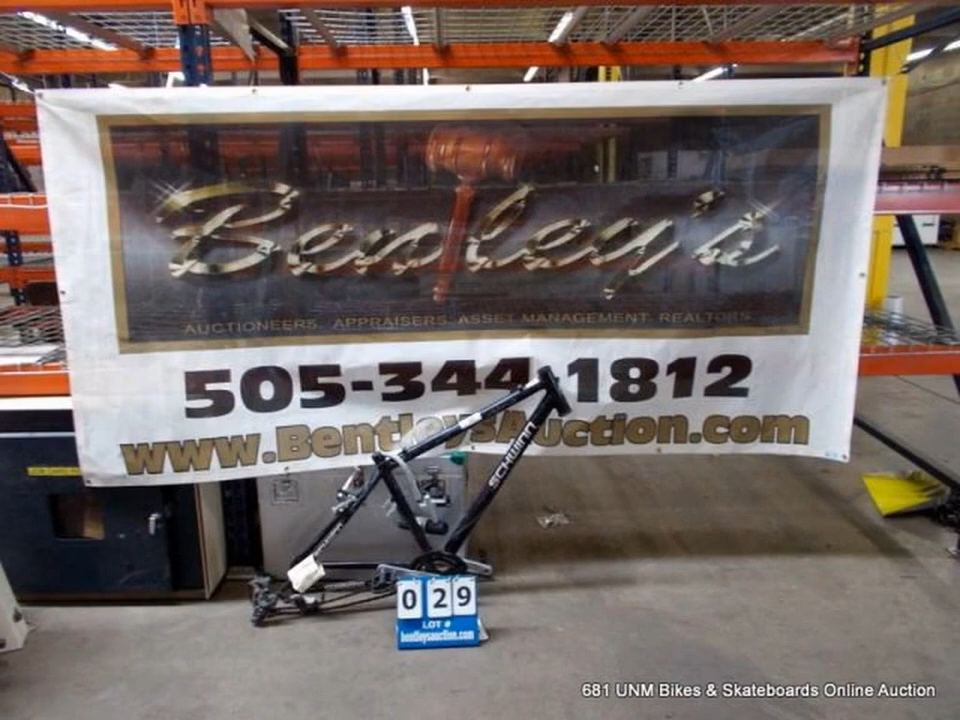 Bentley's
AUCTIONEERS. APPRAISERS. ASSET MANAGEMENT. REALTORS.
505-344-1812
www.BentleysAuction.com
SCHWINN
029
LOT #
bentleysauction.com
681 UNM Bikes & Skateboards Online Auction